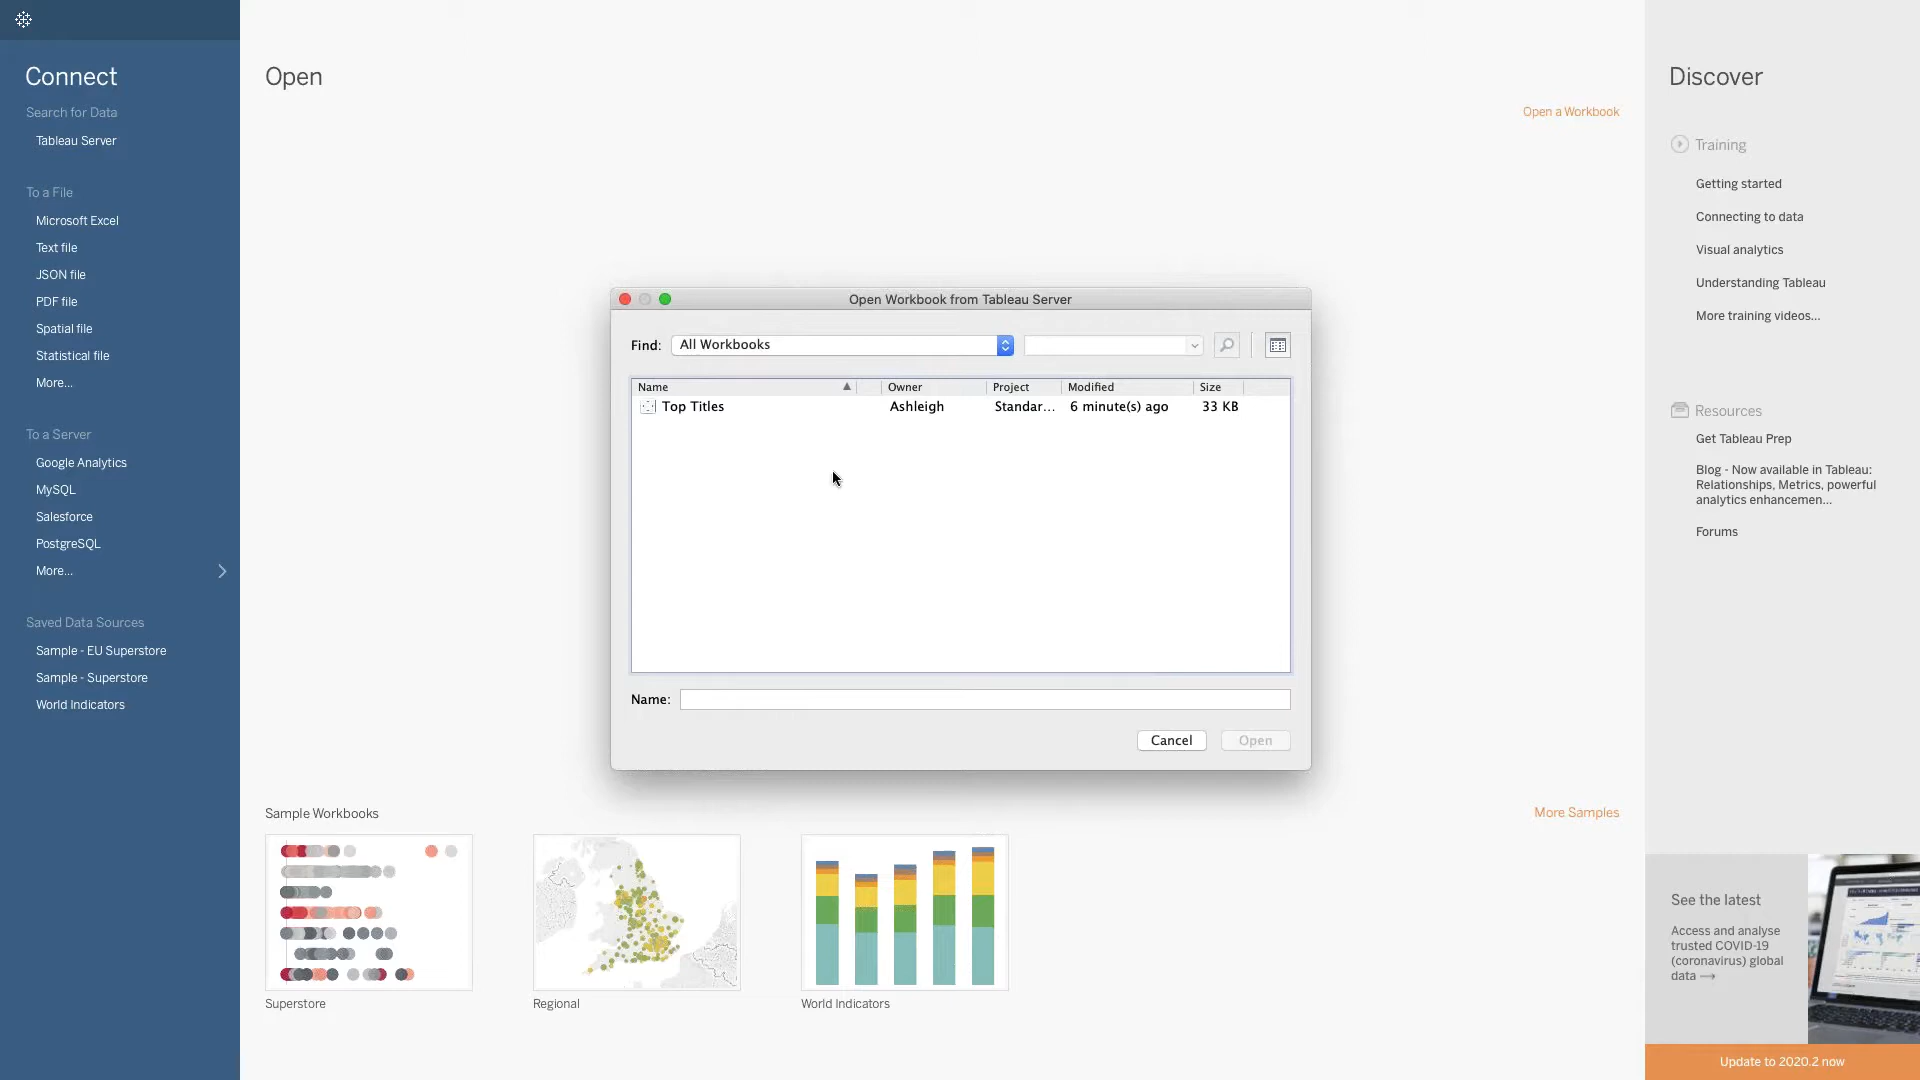 Connect
Search for Data
Tableau Server
To a File
Microsoft Excel
Text file
JSON file
PDF file
Spatial file
Statistical file
More...
To a Server
Google Analytics
MySQL
Salesforce
PostgreSQL
More...
Saved Data Sources
Sample - EU Superstore
Sample - Superstore
World Indicators
Open
Open a Workbook
Open Workbook from Tableau Server
Find: All Workbooks
Name Owner Project Modified Size
Top Titles Ashleigh Standar... 6 minute(s) ago 33 KB
Name:
Cancel Open
Sample Workbooks
More Samples
Superstore
Regional
World Indicators
Discover
Training
Getting started
Connecting to data
Visual analytics
Understanding Tableau
More training videos...
Resources
Get Tableau Prep
Blog - Now available in Tableau:
Relationships, Metrics, powerful
analytics enhancemen...
Forums
See the latest
Access and analyse
trusted COVID-19
(coronavirus) global
data →
Update to 2020.2 now